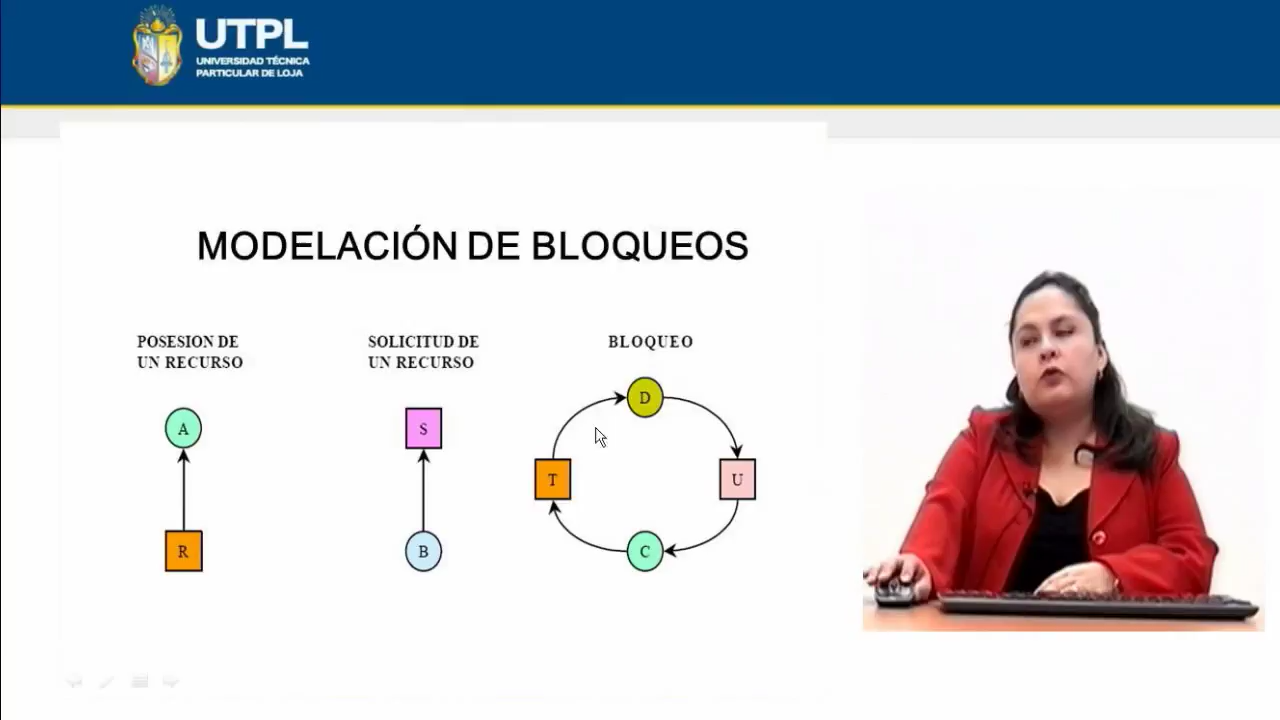 UTPL
UNIVERSIDAD TÉCNICA
PARTICULAR DE LOJA
MODELACIÓN DE BLOQUEOS
POSESION DE
UN RECURSO
SOLICITUD DE
UN RECURSO
BLOQUEO
A
R
S
B
D
T
U
C